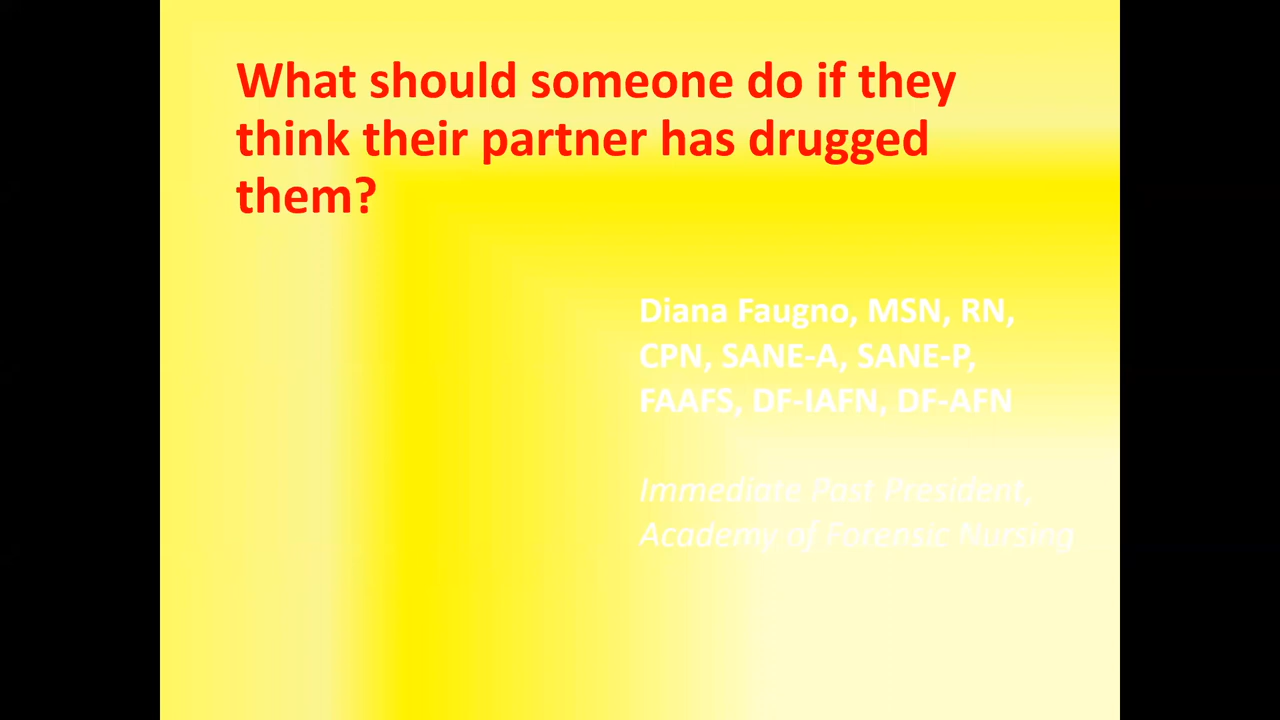 What should someone do if they
think their partner has drugged
them?
Diana Faugno, MSN, RN,
CPN, SANE-A, SANE-P,
FAAFS, DF-IAFN, DF-AFN
Immediate Past President,
Academy of Forensic Nursing